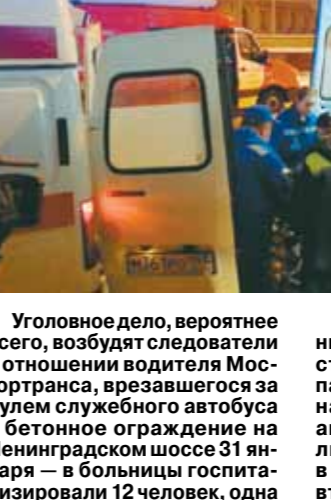 Уголовное дело, вероятнее
сего, возбудят следователи
отношении водителя Мос-
ортранса, врезавшегося за
улем служебного автобуса
бетонное ограждение на
енинградском шоссе 31 ян-
аря — в больницы госпита-
изировали 12 человек, одна